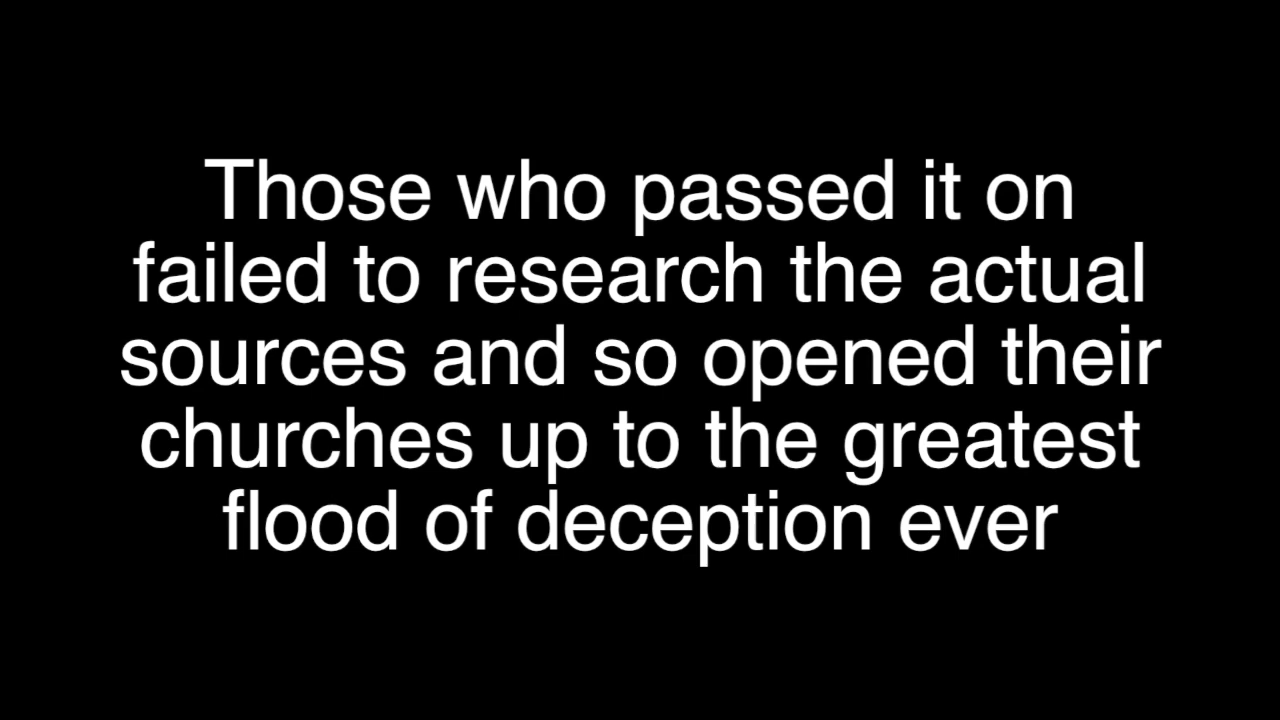 Those who passed it on
failed to research the actual
sources and so opened their
churches up to the greatest
flood of deception ever